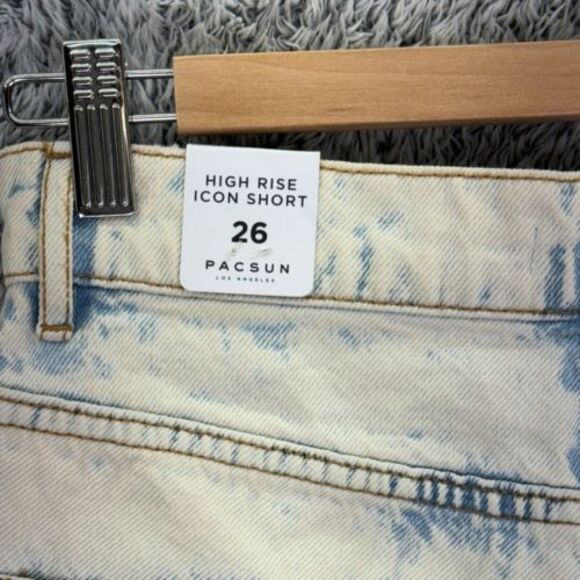 HIGH RISE
ICON SHORT
26
PACSUN
LOS ANGELES